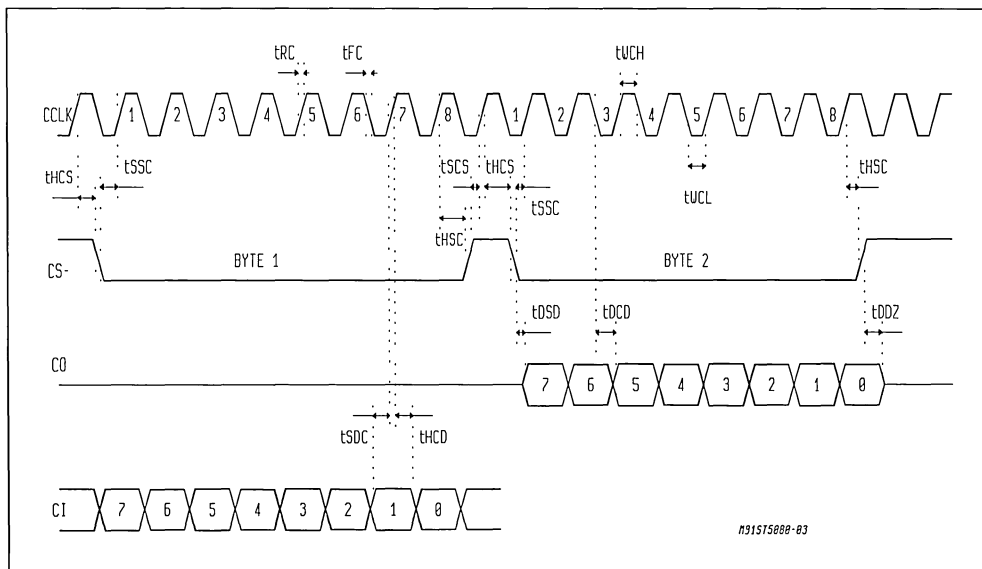 tRC tFC tWCH
CCLK 1 2 3 4 5 6 7 8 1 2 3 4 5 6 7 8
tHCS tSSC tSCS tHCS tSSC tWCL tHSC
tHSC
CS- BYTE 1 BYTE 2
tDSD tDCD tDDZ
CO 7 6 5 4 3 2 1 0
tSDC tHCD
CI 7 6 5 4 3 2 1 0
M91ST5080-03